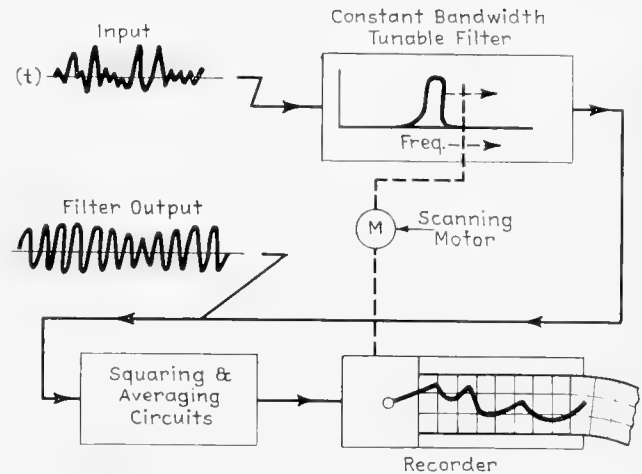 Constant Bandwidth
Tunable Filter
Input
(t)
Freq.
Filter Output
M
Scanning
Motor
Squaring &
Averaging
Circuits
Recorder